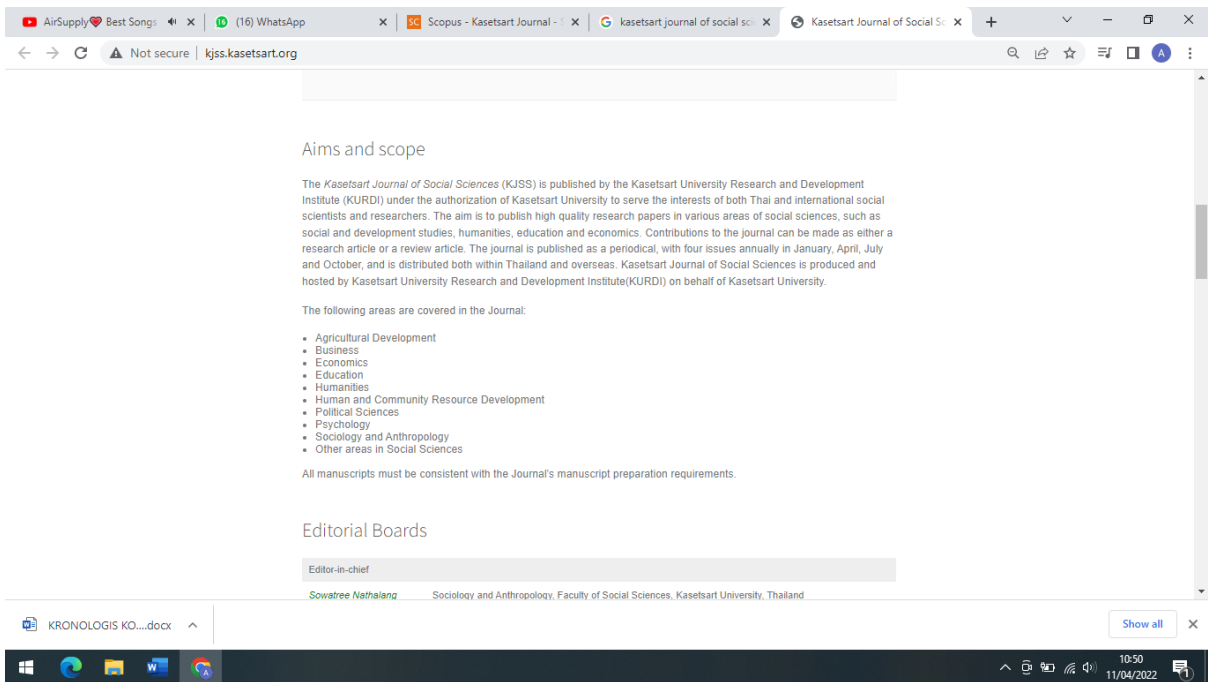 AirSupply❤Best Songs
(16) WhatsApp
Scopus - Kasetsart Journal - S
kasetsart journal of social scie
Kasetsart Journal of Social Sc
Not secure | kjss.kasetsart.org
Aims and scope
The Kasetsart Journal of Social Sciences (KJSS) is published by the Kasetsart University Research and Development
Institute (KURDI) under the authorization of Kasetsart University to serve the interests of both Thai and international social
scientists and researchers. The aim is to publish high quality research papers in various areas of social sciences, such as
social and development studies, humanities, education and economics. Contributions to the journal can be made as either a
research article or a review article. The journal is published as a periodical, with four issues annually in January, April, July
and October, and is distributed both within Thailand and overseas. Kasetsart Journal of Social Sciences is produced and
hosted by Kasetsart University Research and Development Institute(KURDI) on behalf of Kasetsart University.
The following areas are covered in the Journal:
• Agricultural Development
• Business
• Economics
• Education
• Humanities
• Human and Community Resource Development
• Political Sciences
• Psychology
• Sociology and Anthropology
• Other areas in Social Sciences
All manuscripts must be consistent with the Journal's manuscript preparation requirements.
Editorial Boards
Editor-in-chief
Sowatree Nathalang Sociology and Anthropology, Faculty of Social Sciences, Kasetsart University, Thailand
KRONOLOGIS KO....docx
Show all
10:50
11/04/2022